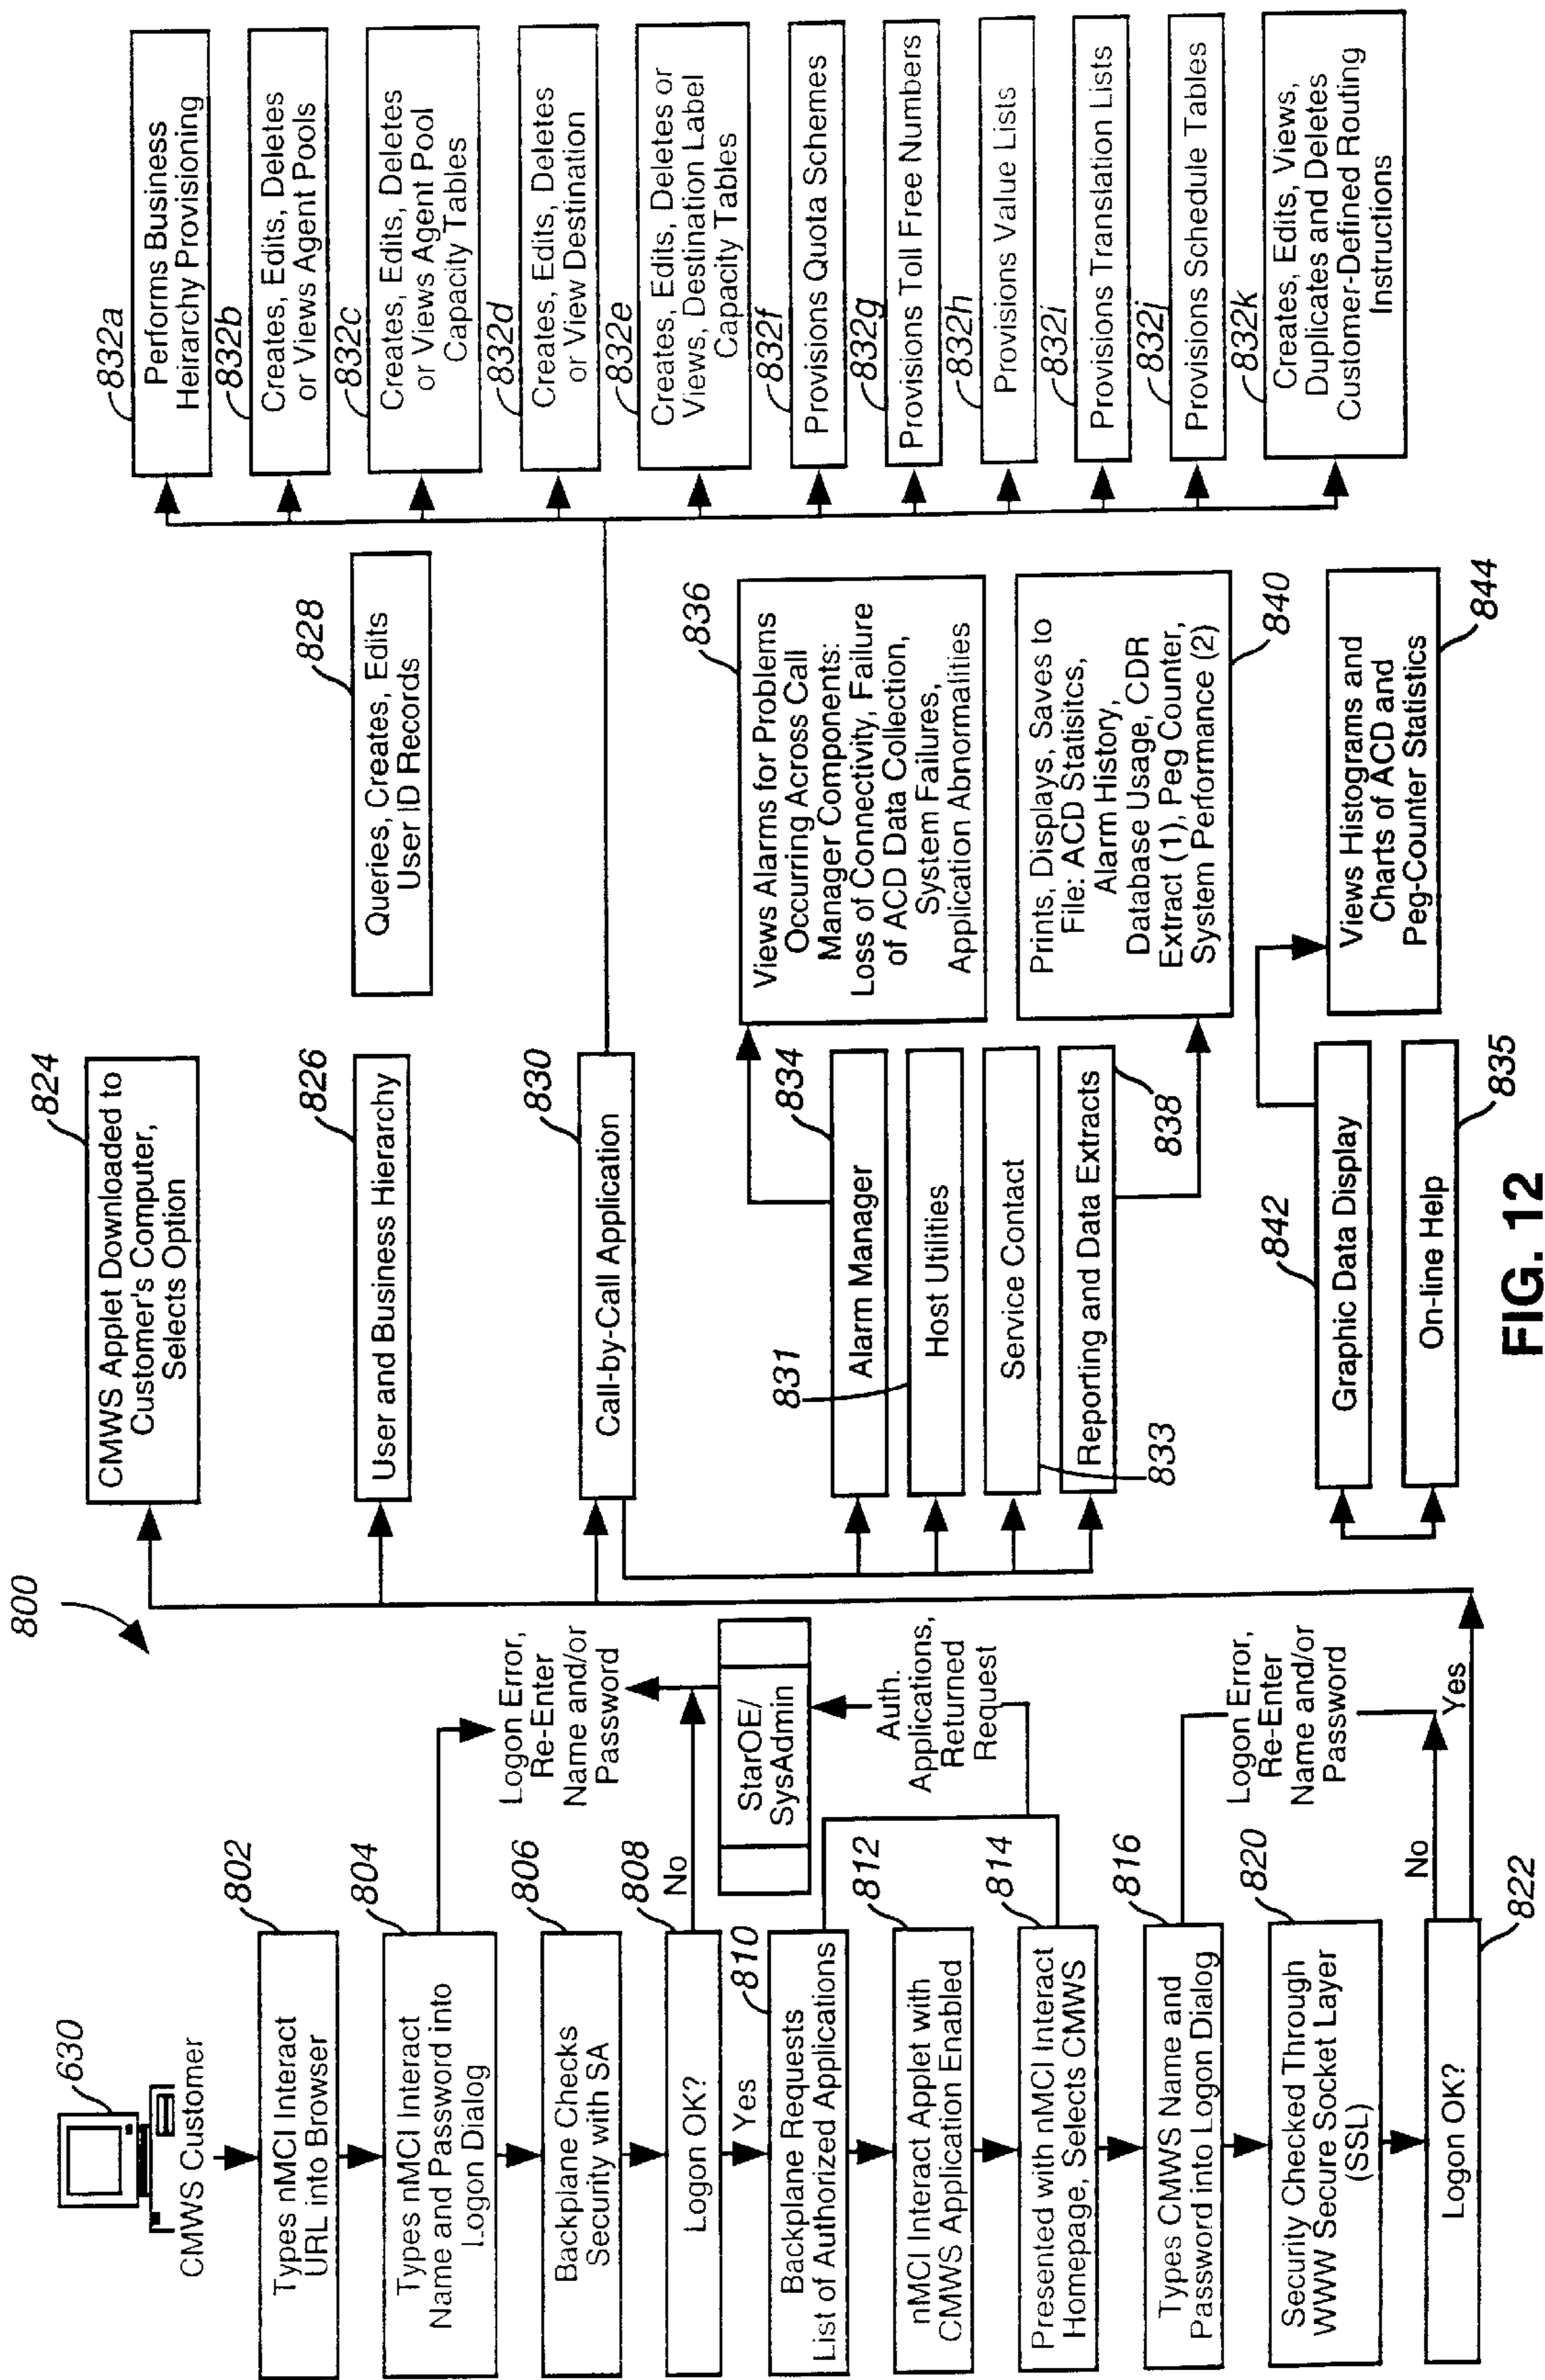 800
630
CMWS Customer
802
Types nMCI Interact
URL into Browser
804
Types nMCI Interact
Name and Password into
Logon Dialog
Logon Error,
Re-Enter
Name and/or
Password
806
Backplane Checks
Security with SA
808
Logon OK?
No
Yes
StarOE/
SysAdmin
810
Backplane Requests
List of Authorized Applications
Auth.
Applications,
Returned
Request
812
nMCI Interact Applet with
CMWS Application Enabled
814
Presented with nMCI Interact
Homepage, Selects CMWS
816
Types CMWS Name and
Password into Logon Dialog
Logon Error,
Re-Enter
Name and/or
Password
820
Security Checked Through
WWW Secure Socket Layer
(SSL)
No
Yes
Logon OK?
822
824
CMWS Applet Downloaded to
Customer's Computer,
Selects Option
826
User and Business Hierarchy
828
Queries, Creates, Edits
User ID Records
830
Call-by-Call Application
834
Alarm Manager
831
Host Utilities
Service Contact
833
Reporting and Data Extracts
838
836
Views Alarms for Problems
Occurring Across Call
Manager Components:
Loss of Connectivity, Failure
of ACD Data Collection,
System Failures,
Application Abnormalities
Prints, Displays, Saves to
File: ACD Statisitcs,
Alarm History,
Database Usage, CDR
Extract (1), Peg Counter,
System Performance (2)
840
842
Graphic Data Display
On-line Help
835
Views Histograms and
Charts of ACD and
Peg-Counter Statistics
844
832a
Performs Business
Heirarchy Provisioning
832b
Creates, Edits, Deletes
or Views Agent Pools
832c
Creates, Edits, Deletes
or Views Agent Pool
Capacity Tables
832d
Creates, Edits, Deletes
or View Destination
832e
Creates, Edits, Deletes or
Views, Destination Label
Capacity Tables
832f
Provisions Quota Schemes
832g
Provisions Toll Free Numbers
832h
Provisions Value Lists
832i
Provisions Translation Lists
832j
Provisions Schedule Tables
832k
Creates, Edits, Views,
Duplicates and Deletes
Customer-Defined Routing
Instructions
FIG. 12